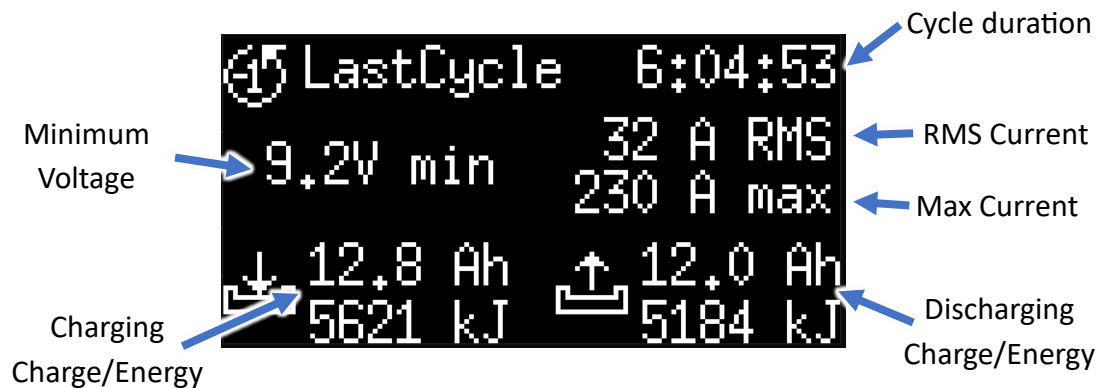 Cycle duration
-1 LastCycle 6:04:53
Minimum
Voltage
9.2V min
32 A RMS
RMS Current
230 A max
Max Current
12.8 Ah
5621 kJ
12.0 Ah
5184 kJ
Charging
Charge/Energy
Discharging
Charge/Energy